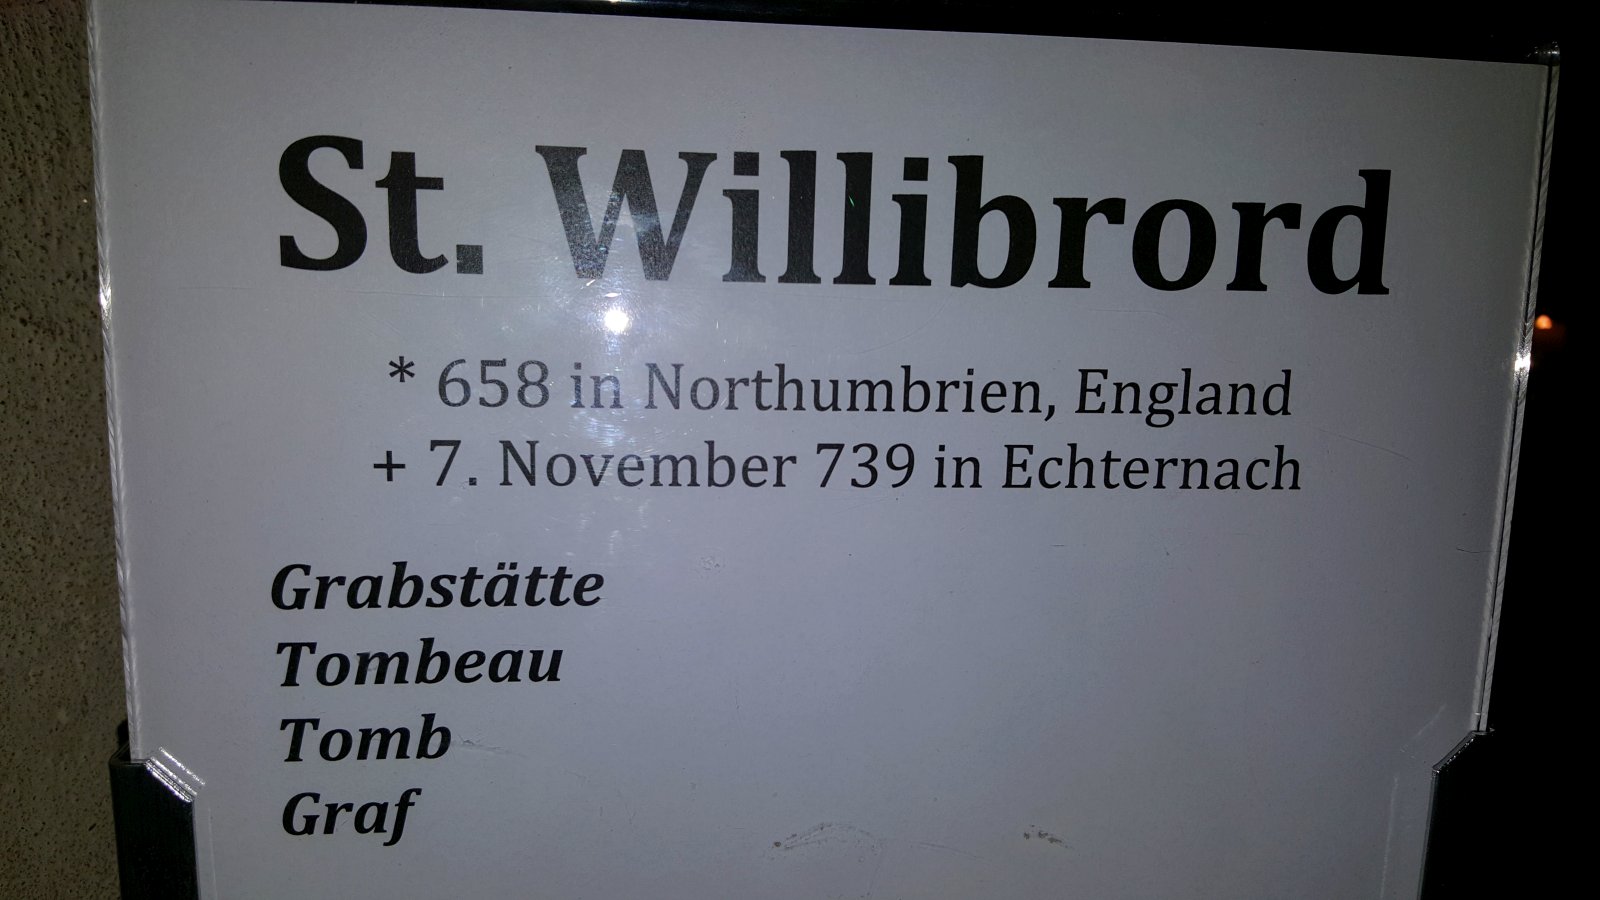 St. Willibrord
* 658 in Northumbrien, England
+ 7. November 739 in Echternach
Grabstätte
Tombeau
Tomb
Graf